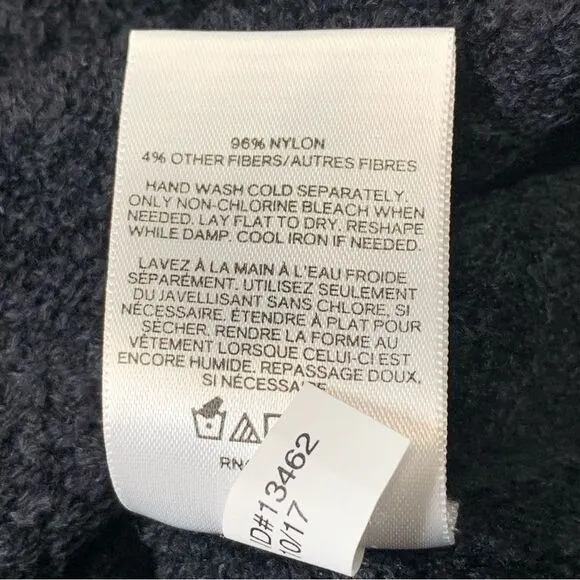 96% NYLON
4% OTHER FIBERS/AUTRES FIBRES
HAND WASH COLD SEPARATELY.
ONLY NON-CHLORINE BLEACH WHEN
NEEDED. LAY FLAT TO DRY. RESHAPE
WHILE DAMP. COOL IRON IF NEEDED.
LAVEZ À LA MAIN À L'EAU FROIDE
SÉPARÉMENT. UTILISEZ SEULEMENT
DU JAVELLISANT SANS CHLORE, SI
NÉCESSAIRE. ÉTENDRE À PLAT POUR
SÉCHER. RENDRE LA FORME AU
VÊTEMENT LORSQUE CELUI-CI EST
ENCORE HUMIDE. REPASSAGE DOUX,
SI NÉCESSAIRE.
RN
ID#13462
10/17